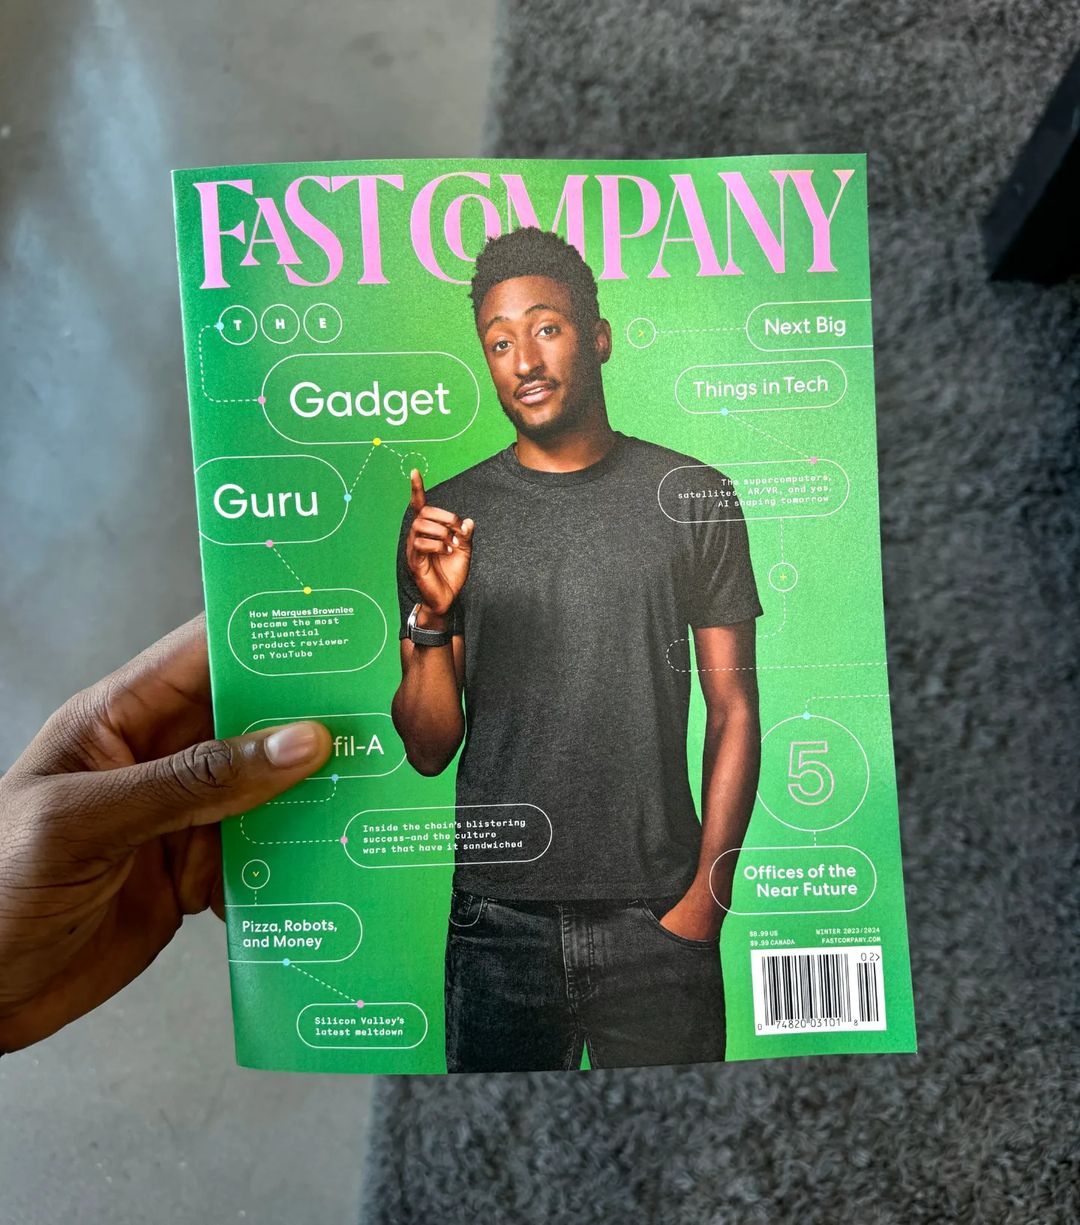 FAST COMPANY
THE
Gadget
Guru
How Marques Brownlee
became the most
influential
product reviewer
on YouTube
fil-A
Inside the chain's blistering
success—and the culture
wars that have it sandwiched
Pizza, Robots,
and Money
Silicon Valley's
latest meltdown
Next Big
Things in Tech
The supercomputers,
satellites, AR/VR, and yes,
AI shaping tomorrow
5
Offices of the
Near Future
$8.99 US
$9.99 CANADA
WINTER 2023/2024
FASTCOMPANY.COM
02>
0 74820 03101 8